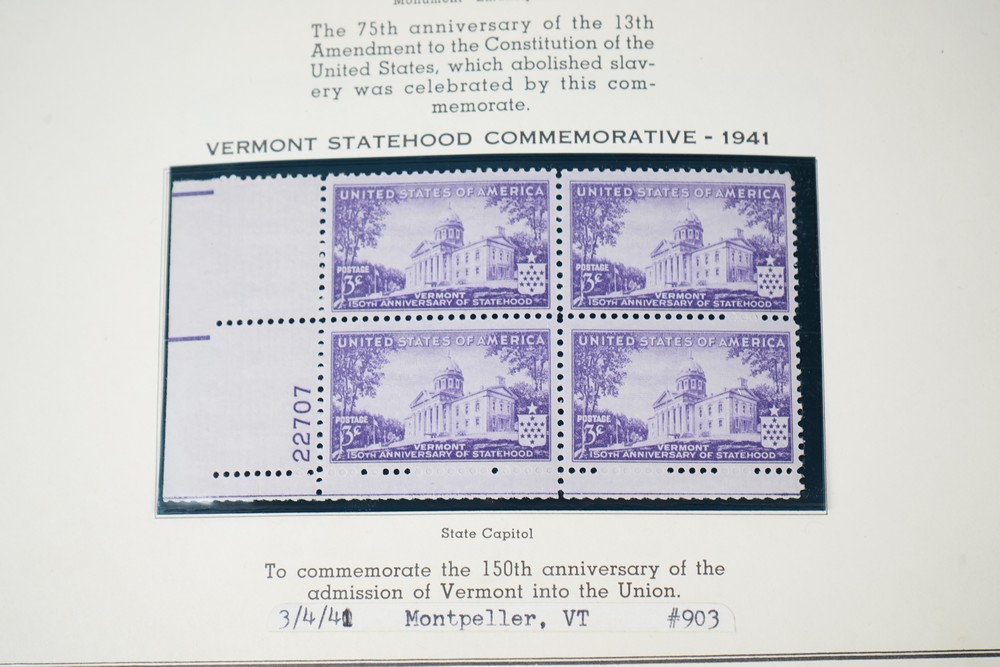 Monument
The 75th anniversary of the 13th
Amendment to the Constitution of the
United States, which abolished slav-
ery was celebrated by this com-
memorate.
VERMONT STATEHOOD COMMEMORATIVE - 1941
UNITED STATES OF AMERICA
POSTAGE
3¢
VERMONT
150TH ANNIVERSARY OF STATEHOOD
UNITED STATES OF AMERICA
POSTAGE
3¢
VERMONT
150TH ANNIVERSARY OF STATEHOOD
22707
UNITED STATES OF AMERICA
POSTAGE
3¢
VERMONT
150TH ANNIVERSARY OF STATEHOOD
UNITED STATES OF AMERICA
POSTAGE
3¢
VERMONT
150TH ANNIVERSARY OF STATEHOOD
State Capitol
To commemorate the 150th anniversary of the
admission of Vermont into the Union.
3/4/41 Montpeller, VT #903